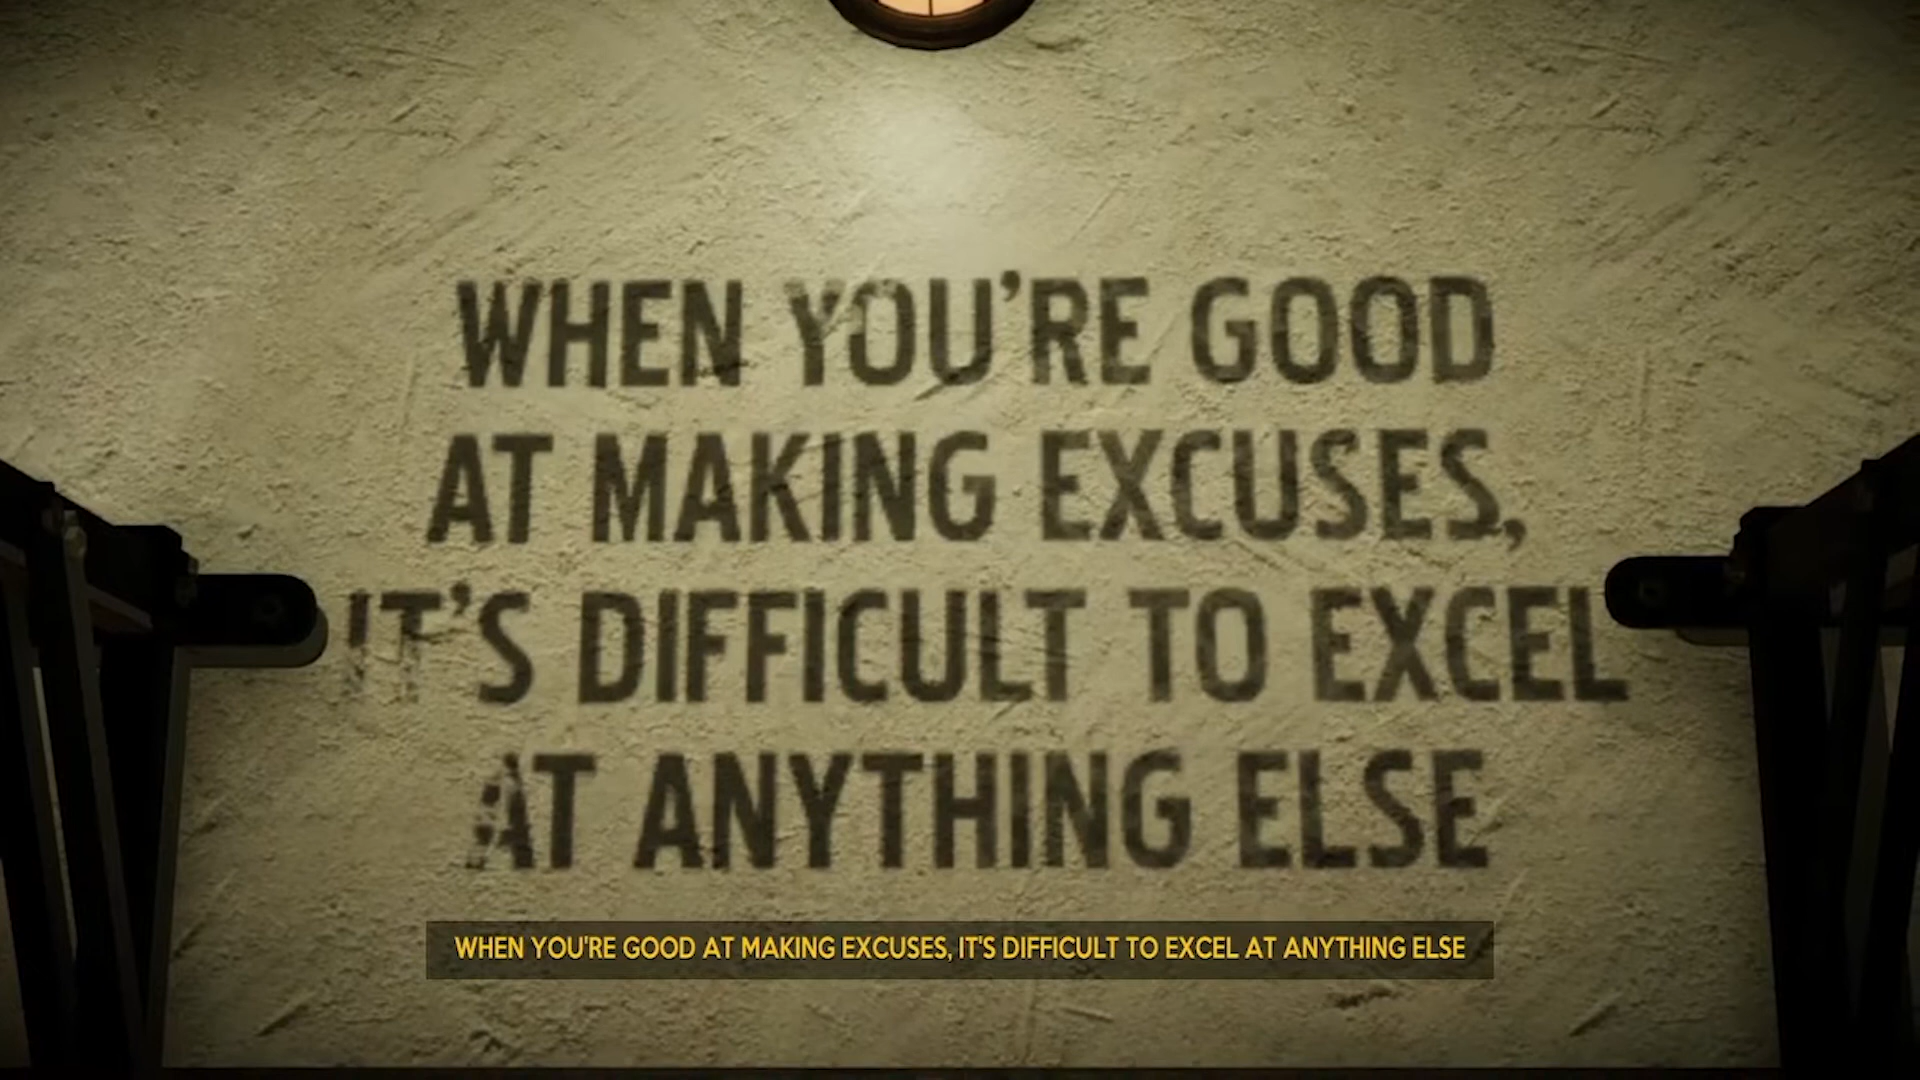 WHEN YOU'RE GOOD
AT MAKING EXCUSES,
IT'S DIFFICULT TO EXCEL
AT ANYTHING ELSE
WHEN YOU'RE GOOD AT MAKING EXCUSES, IT'S DIFFICULT TO EXCEL AT ANYTHING ELSE